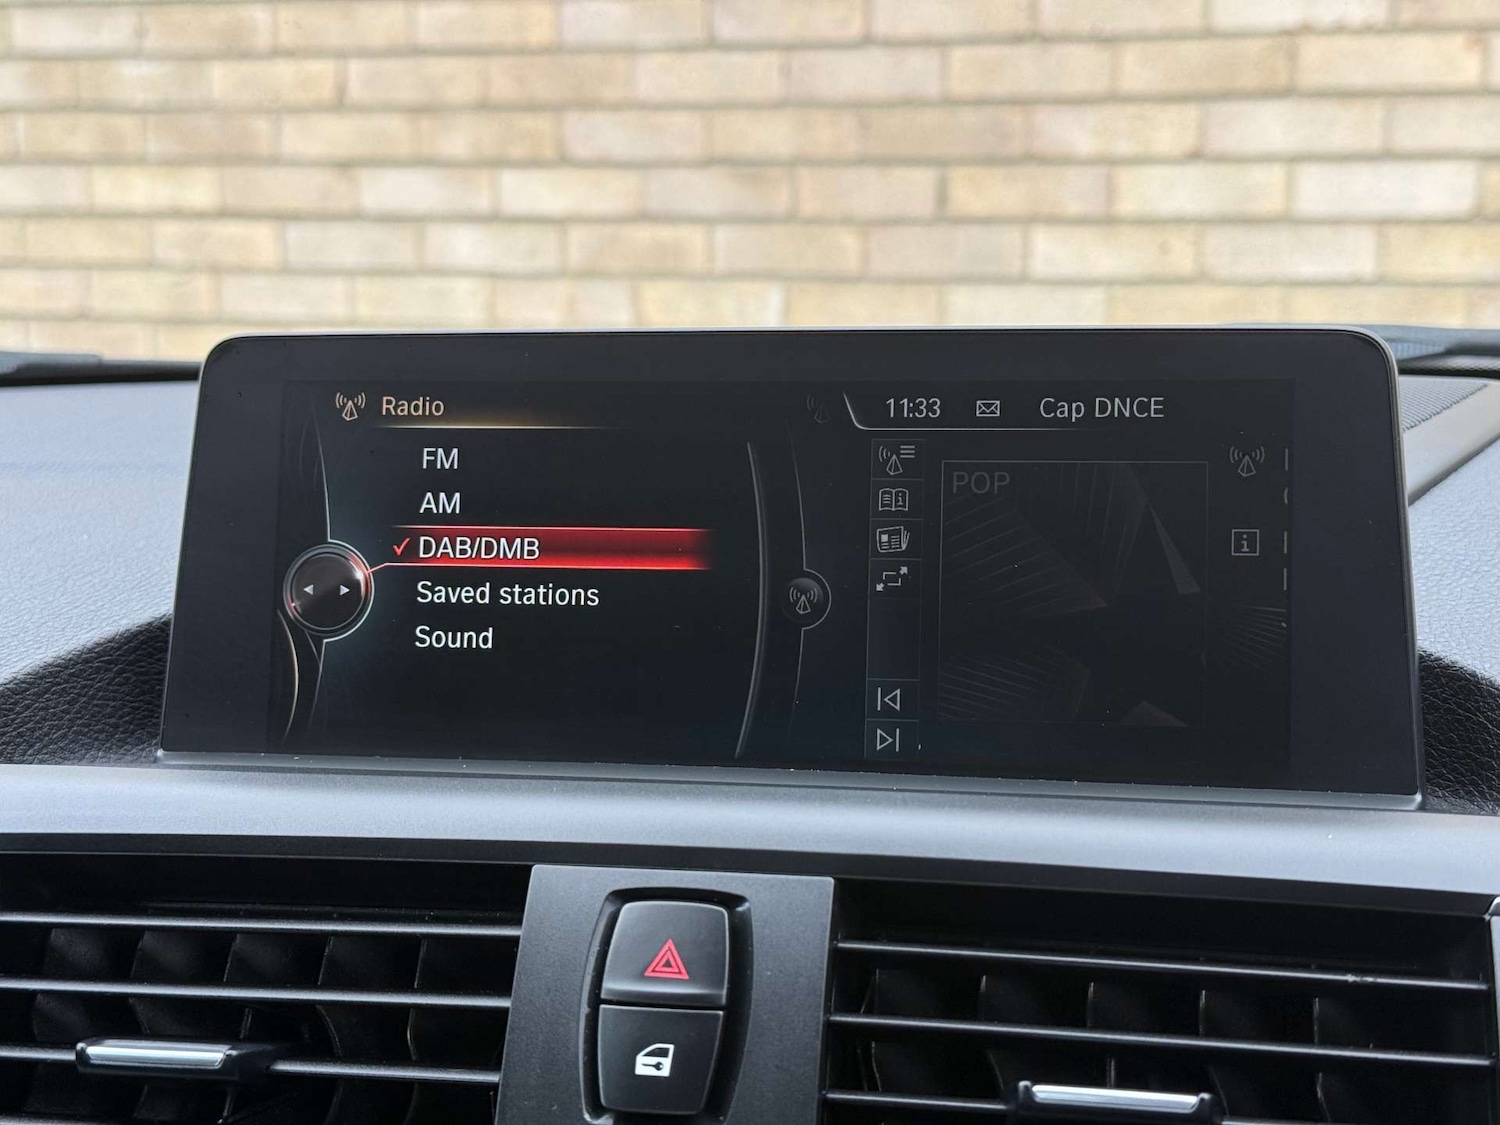 Radio
FM
AM
DAB/DMB
Saved stations
Sound
11:33
Cap DNCE
POP